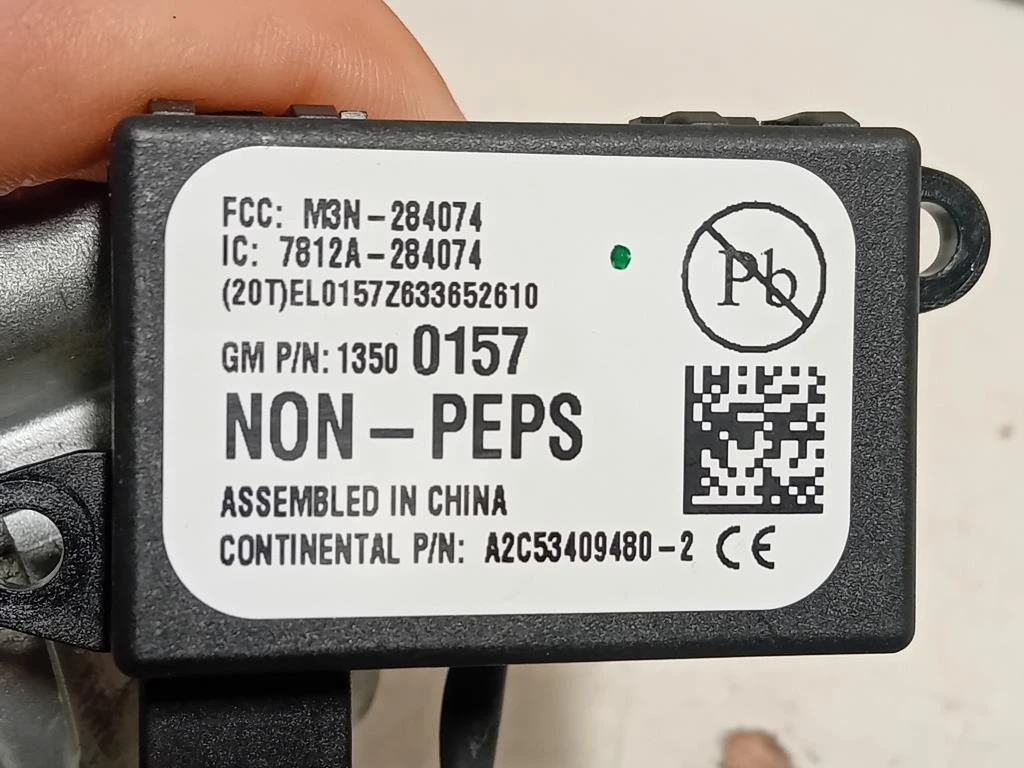 FCC: M3N-284074
IC: 7812A-284074
(20T)EL0157Z633652610
GM P/N: 1350 0157
NON-PEPS
ASSEMBLED IN CHINA
CONTINENTAL P/N: A2C53409480-2 CE
Pb